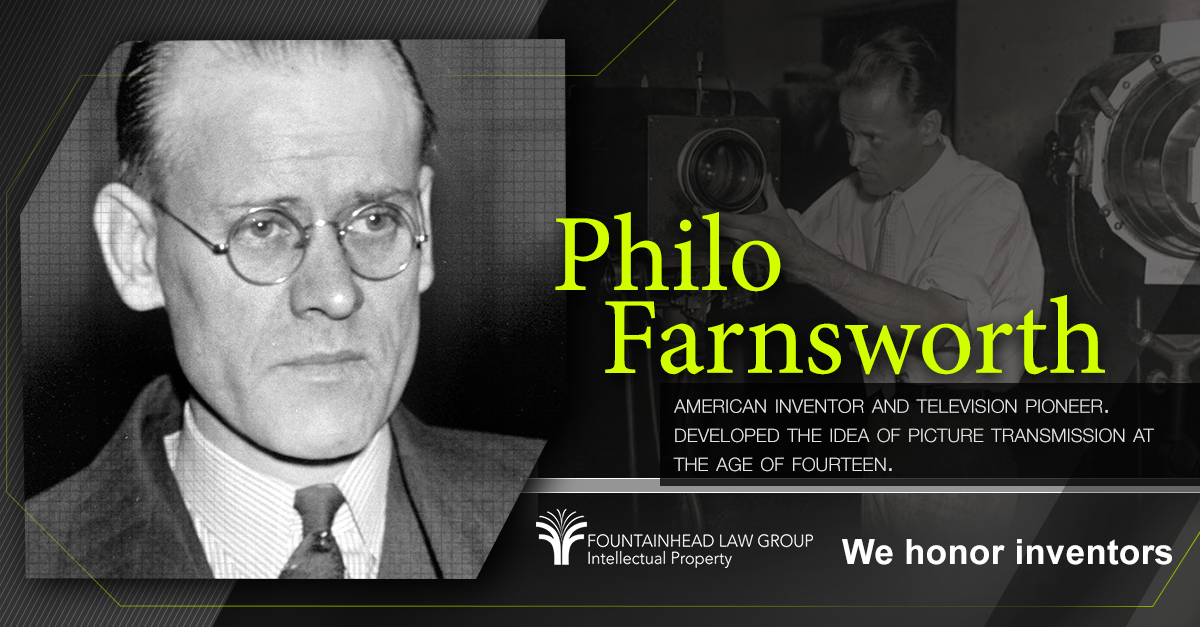 Philo
Farnsworth
AMERICAN INVENTOR AND TELEVISION PIONEER.
DEVELOPED THE IDEA OF PICTURE TRANSMISSION AT
THE AGE OF FOURTEEN.
FOUNTAINHEAD LAW GROUP
Intellectual Property
We honor inventors